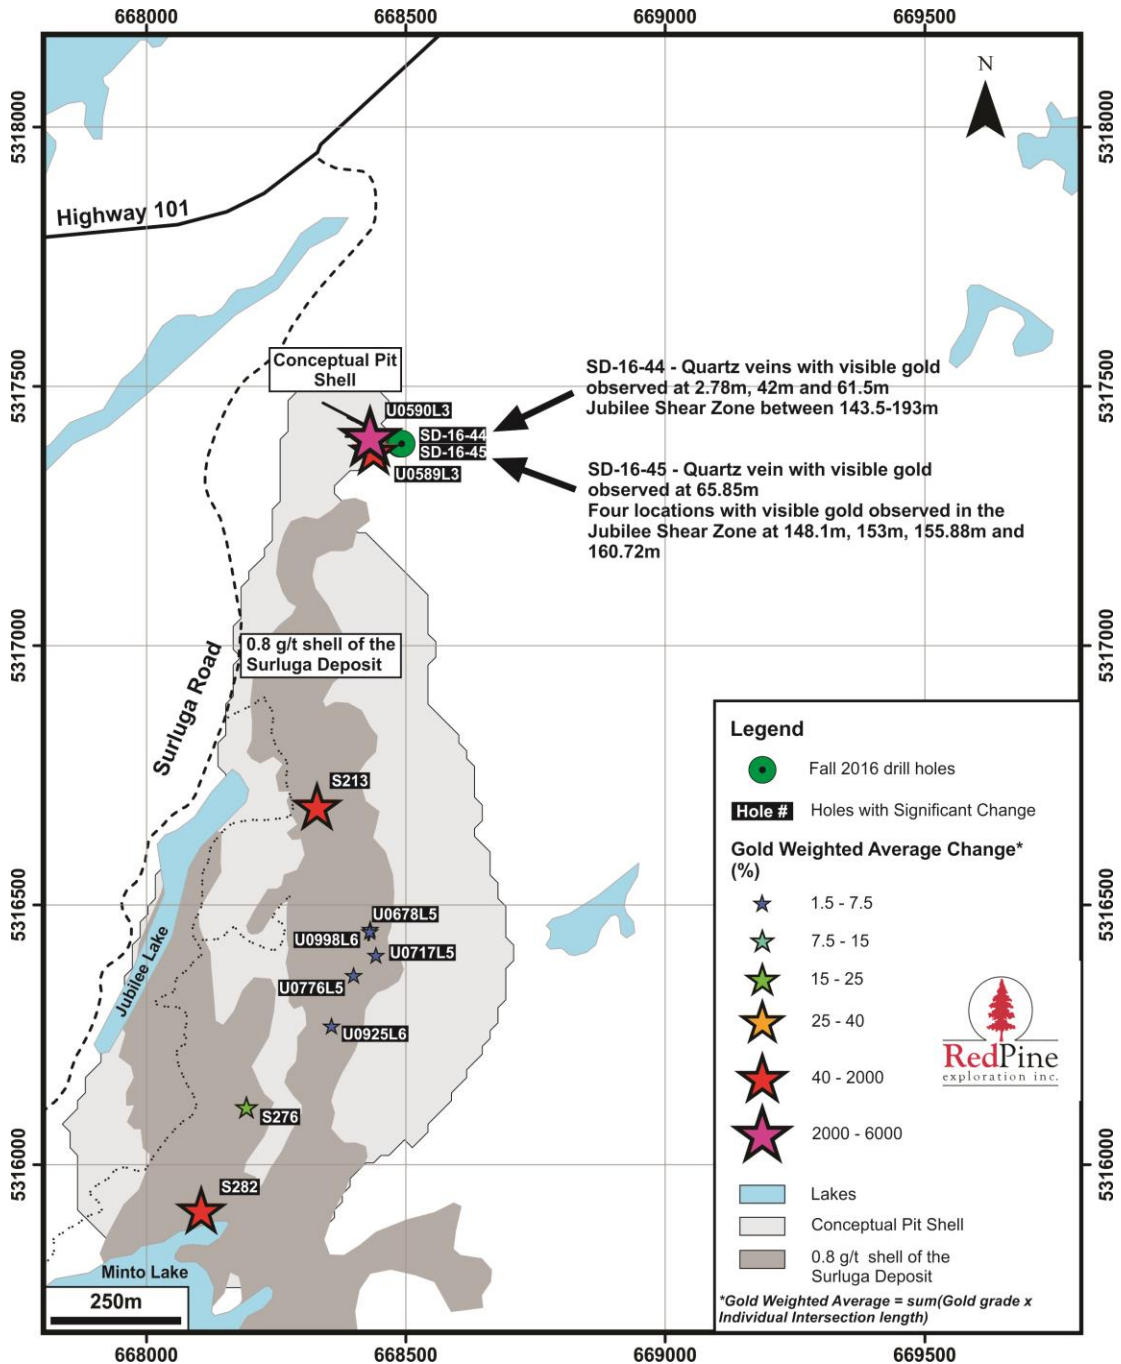 668000
668500
669000
669500
N
5318000
5318000
Highway 101
Conceptual Pit
Shell
5317500
5317500
SD-16-44 - Quartz veins with visible gold
observed at 2.78m, 42m and 61.5m
Jubilee Shear Zone between 143.5-193m
U0590L3
SD-16-44
SD-16-45
U0589L3
SD-16-45 - Quartz vein with visible gold
observed at 65.85m
Four locations with visible gold observed in the
Jubilee Shear Zone at 148.1m, 153m, 155.88m and
160.72m
5317000
5317000
0.8 g/t shell of the
Surluga Deposit
Surluga Road
S213
5316500
5316500
Jubilee Lake
U0678L5
U0998L6
U0717L5
U0776L5
U0925L6
S276
5316000
5316000
S282
Minto Lake
250m
Legend
Fall 2016 drill holes
Hole #
Holes with Significant Change
Gold Weighted Average Change*
(%)
1.5 - 7.5
7.5 - 15
15 - 25
25 - 40
40 - 2000
2000 - 6000
Lakes
Conceptual Pit Shell
0.8 g/t shell of the
Surluga Deposit
*Gold Weighted Average = sum(Gold grade x
Individual Intersection length)
RedPine
exploration inc.
668000
668500
669000
669500